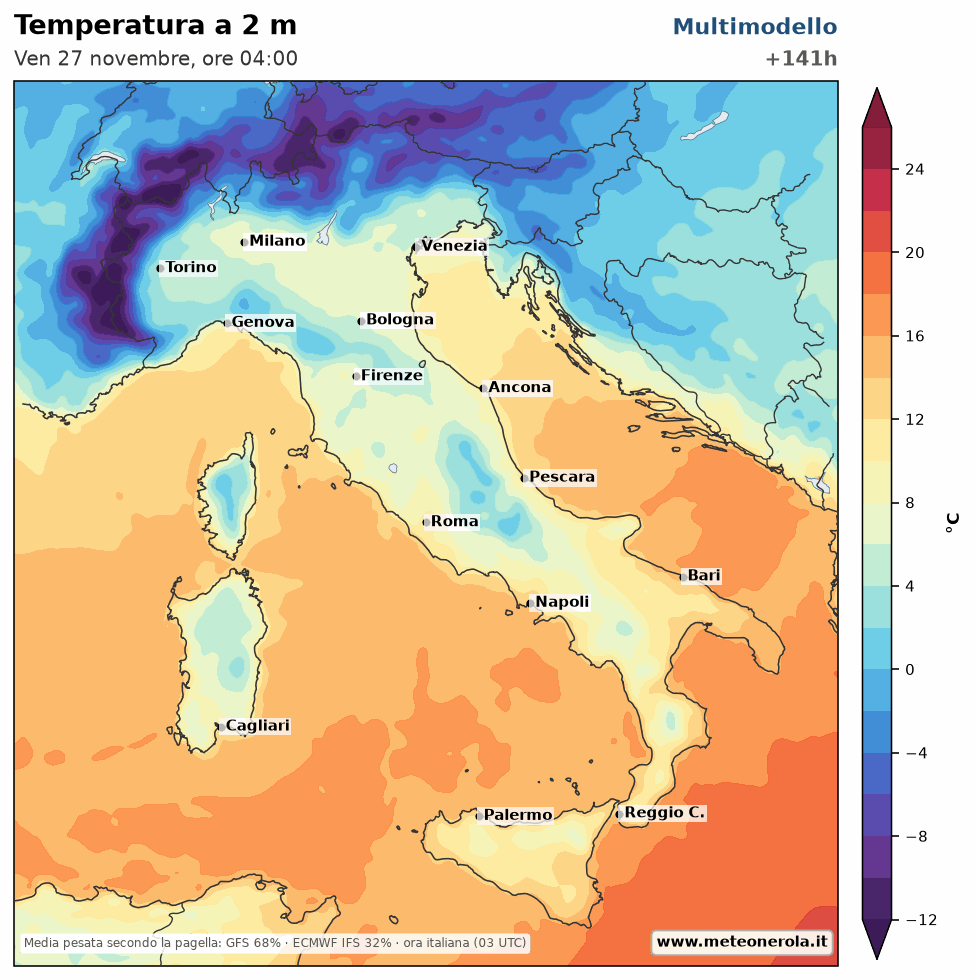 Temperatura a 2 m
Multimodello
Ven 27 novembre, ore 04:00
+141h
Milano
Venezia
Torino
Genova
Bologna
Firenze
Ancona
Pescara
Roma
Bari
Napoli
Cagliari
Palermo
Reggio C.
24
20
16
12
8
4
0
−4
−8
−12
°C
Media pesata secondo la pagella: GFS 68% · ECMWF IFS 32% · ora italiana (03 UTC)
www.meteonerola.it